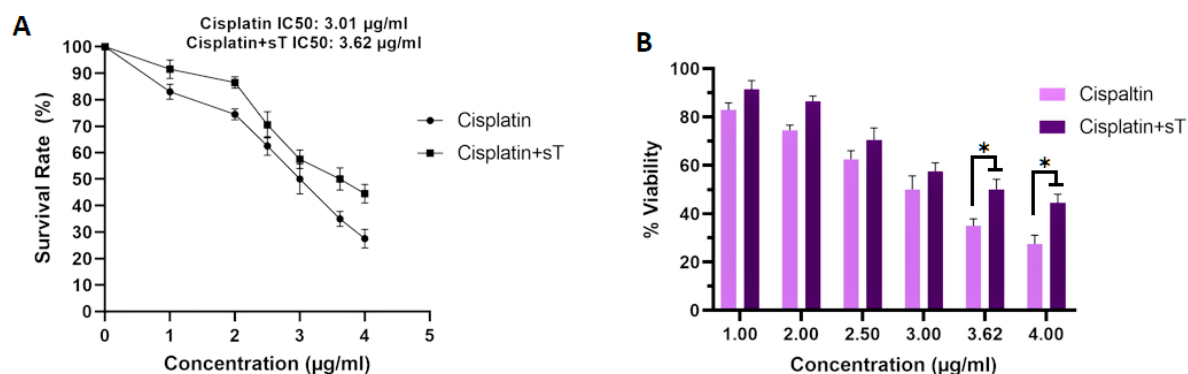 A
Cisplatin IC50: 3.01 µg/ml
Cisplatin+sT IC50: 3.62 µg/ml
Survival Rate (%)
100
90
80
70
60
50
40
30
20
10
0
0 1 2 3 4 5
Concentration (µg/ml)
Cisplatin
Cisplatin+sT
B
% Viability
100
80
60
40
20
0
* *
1.00 2.00 2.50 3.00 3.62 4.00
Concentration (µg/ml)
Cispaltin
Cisplatin+sT